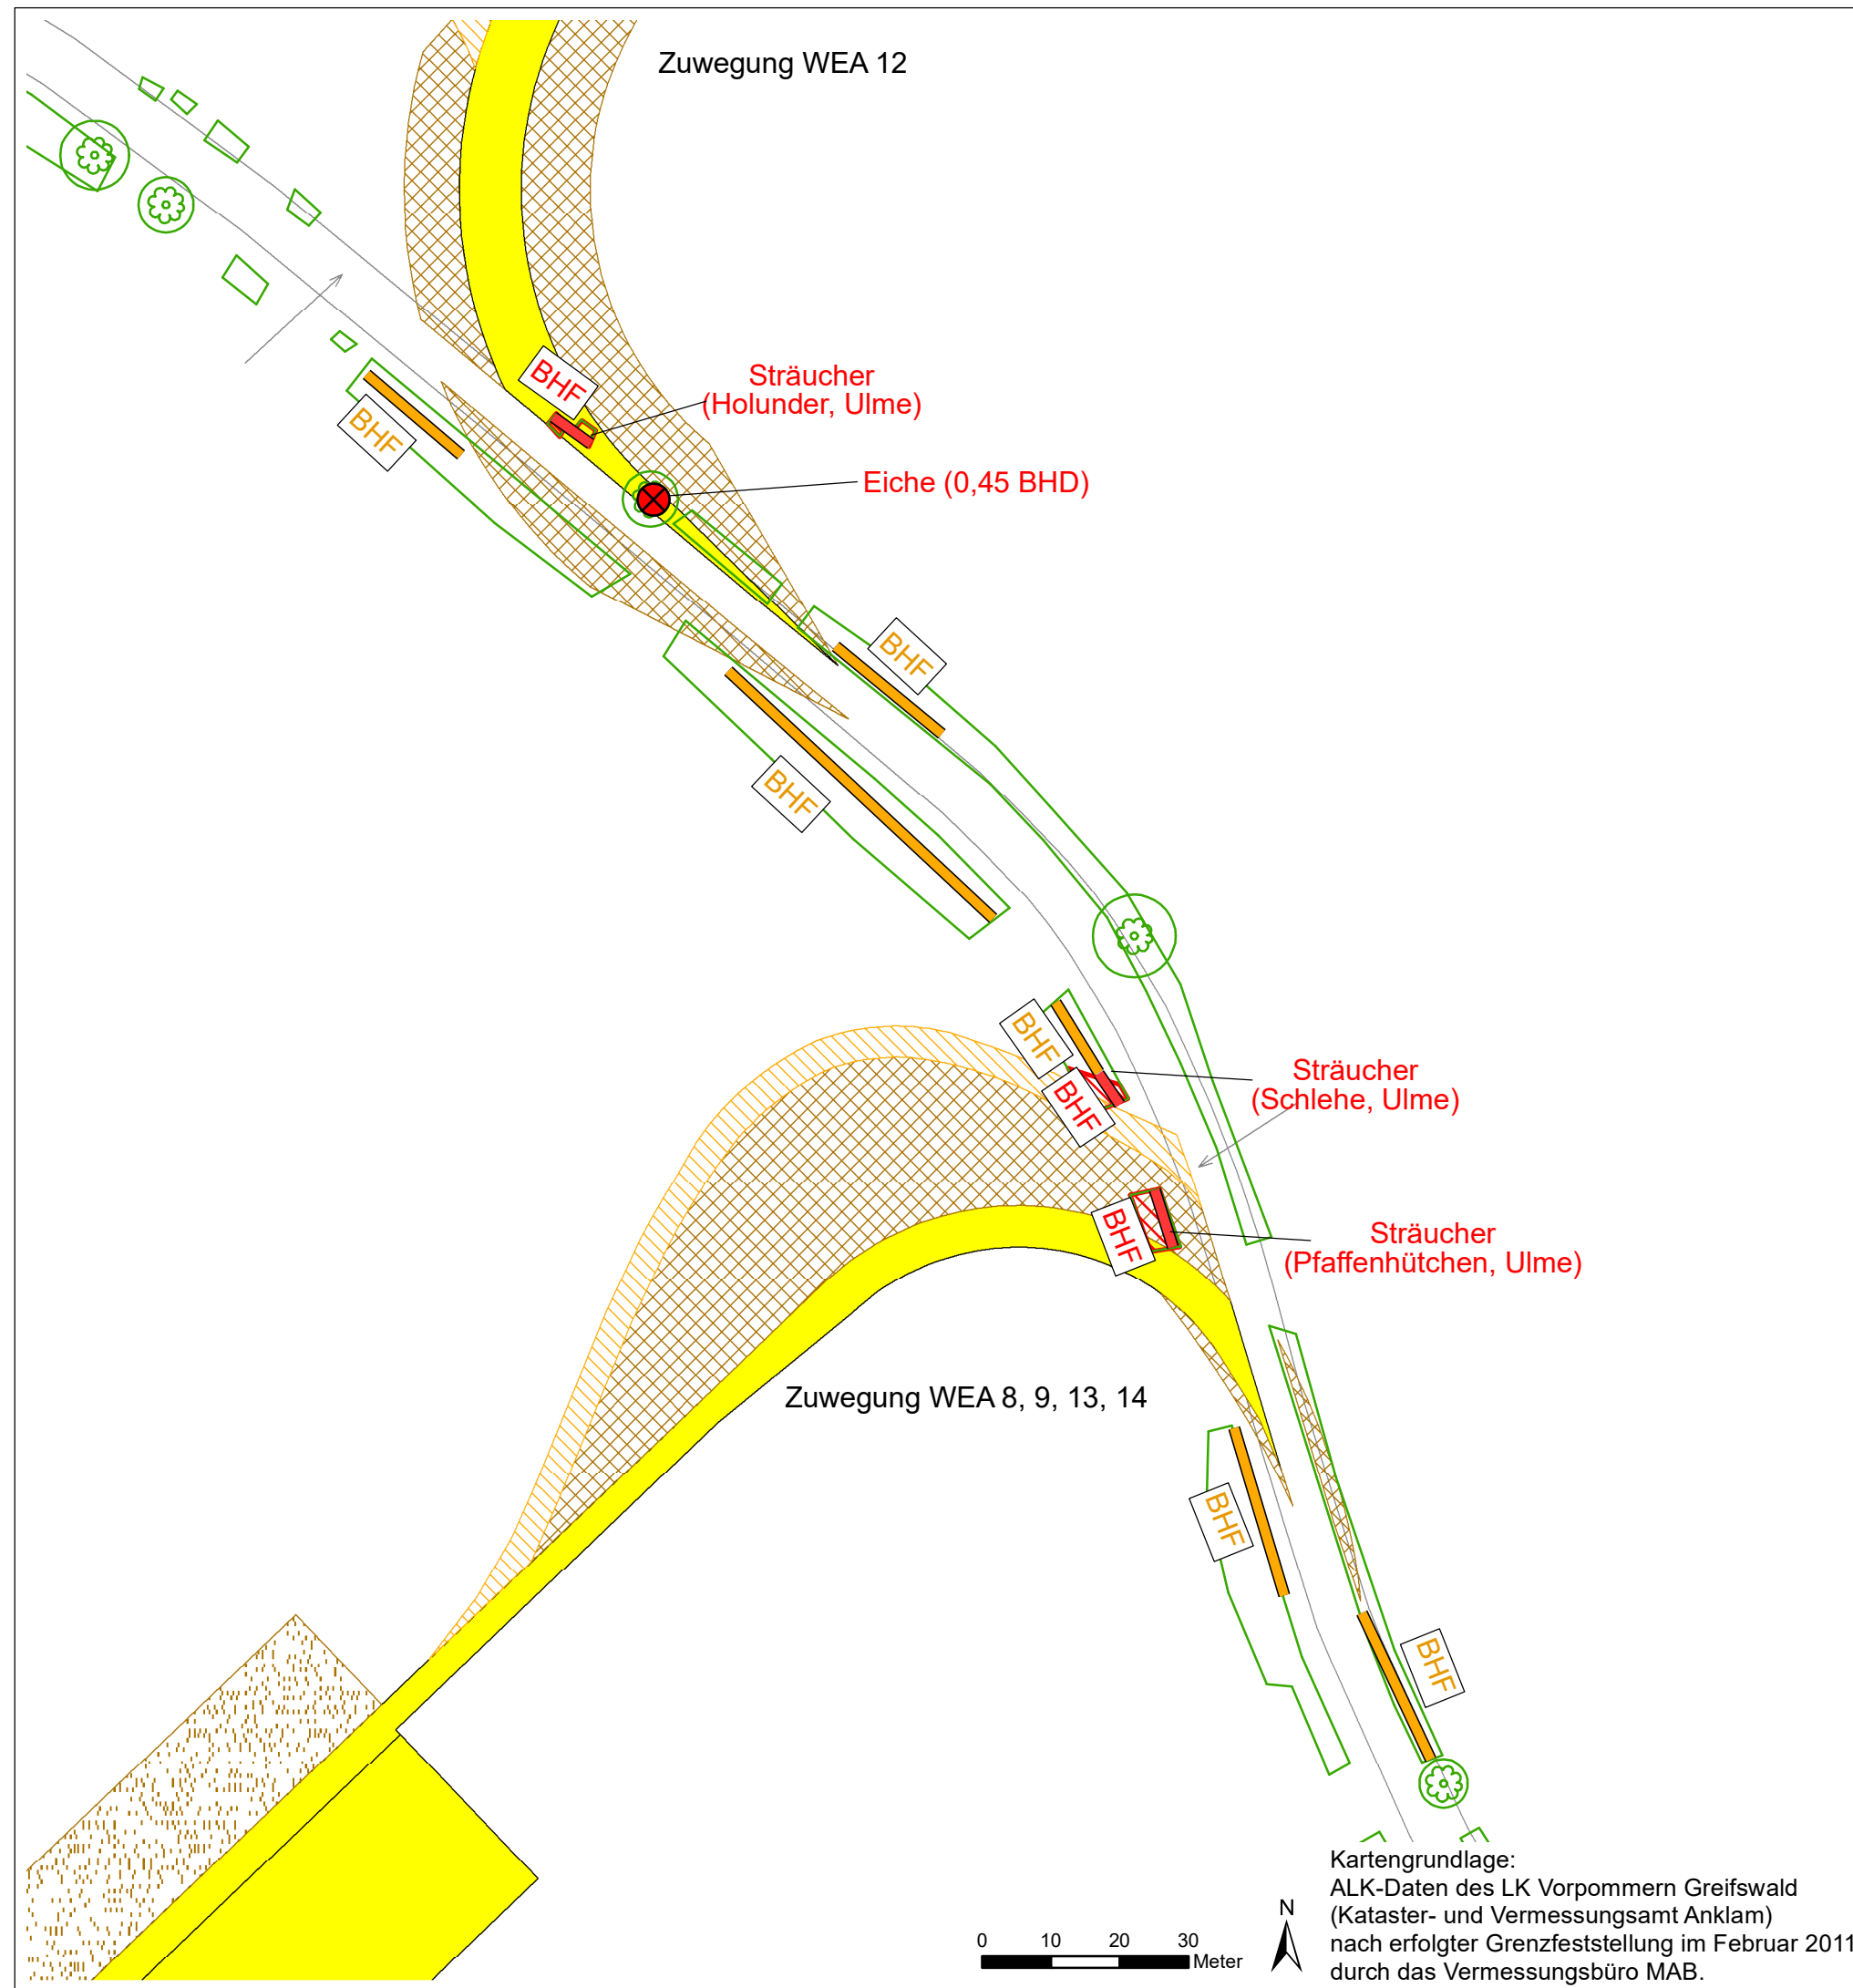 Zuwegung WEA 12
BHF
Sträucher
(Holunder, Ulme)
BHF
Eiche (0,45 BHD)
BHF
BHF
BHF
Sträucher
(Schlehe, Ulme)
BHF
BHF
Sträucher
(Pfaffenhütchen, Ulme)
Zuwegung WEA 8, 9, 13, 14
BHF
BHF
Kartengrundlage:
ALK-Daten des LK Vorpommern Greifswald
(Kataster- und Vermessungsamt Anklam)
nach erfolgter Grenzfeststellung im Februar 2011
durch das Vermessungsbüro MAB.
N
0 10 20 30
Meter